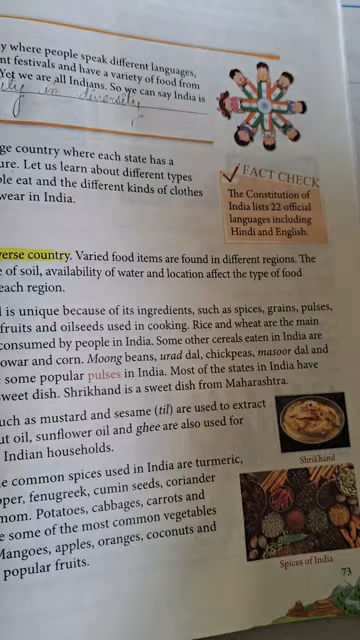 y where people speak different languages,
nt festivals and have a variety of food from
Yet we are all Indians. So we can say India is
in diversity
ge country where each state has a
ure. Let us learn about different types
ple eat and the different kinds of clothes
wear in India.
FACT CHECK
The Constitution of
India lists 22 official
languages including
Hindi and English.
verse country. Varied food items are found in different regions. The
e of soil, availability of water and location affect the type of food
each region.
l is unique because of its ingredients, such as spices, grains, pulses,
fruits and oilseeds used in cooking. Rice and wheat are the main
consumed by people in India. Some other cereals eaten in India are
owar and corn. Moong beans, urad dal, chickpeas, masoor dal and
e some popular pulses in India. Most of the states in India have
sweet dish. Shrikhand is a sweet dish from Maharashtra.
uch as mustard and sesame (til) are used to extract
ut oil, sunflower oil and ghee are also used for
Indian households.
Shrikhand
e common spices used in India are turmeric,
pper, fenugreek, cumin seeds, coriander
mom. Potatoes, cabbages, carrots and
e some of the most common vegetables
Mangoes, apples, oranges, coconuts and
popular fruits.
Spices of India
73